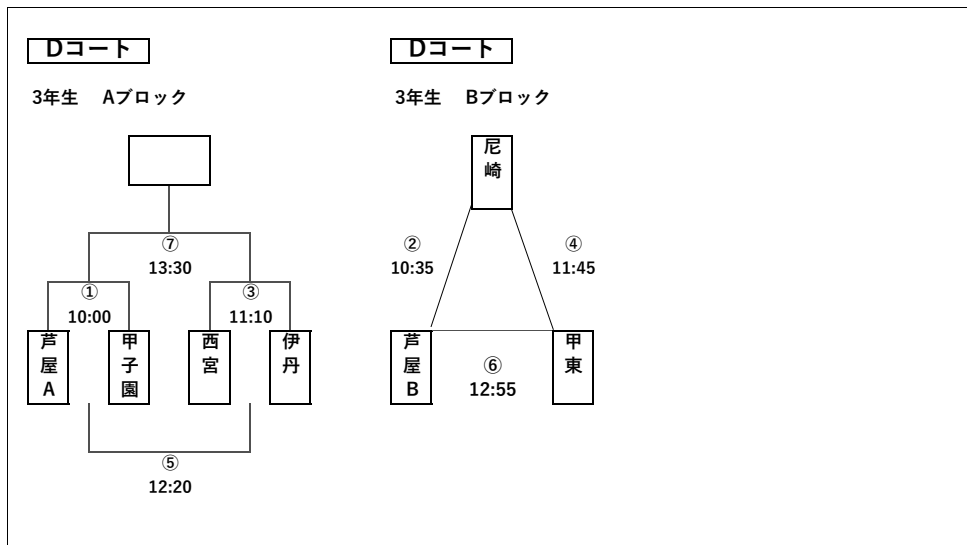 Dコート
3年生 Aブロック
⑦
13:30
①
10:00
③
11:10
芦屋A
甲子園
西宮
伊丹
⑤
12:20
Dコート
3年生 Bブロック
尼崎
②
10:35
④
11:45
芦屋B
甲東
⑥
12:55